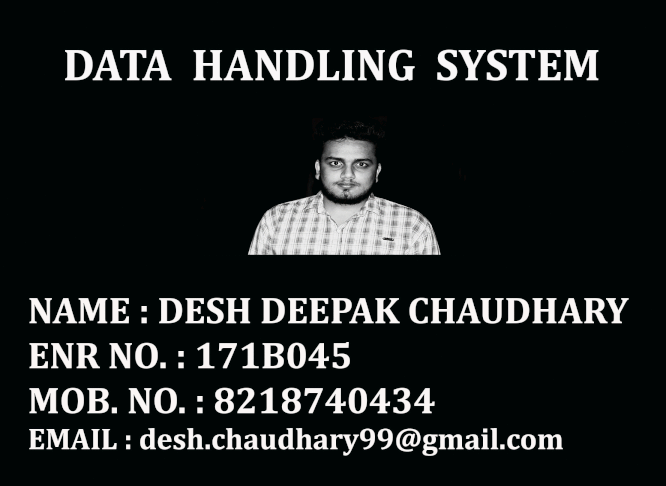 DATA HANDLING SYSTEM
NAME : DESH DEEPAK CHAUDHARY
ENR NO. : 171B045
MOB. NO. : 8218740434
EMAIL : desh.chaudhary99@gmail.com